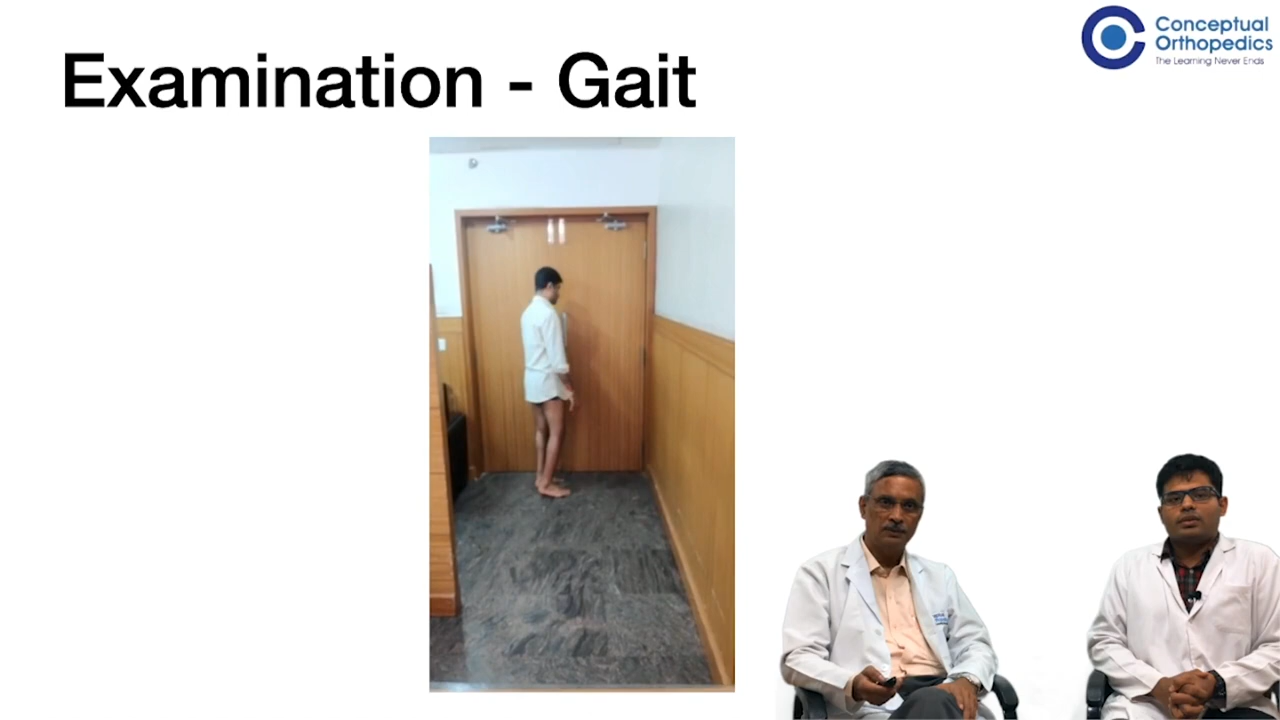 Examination - Gait
Conceptual
Orthopedics
The Learning Never Ends